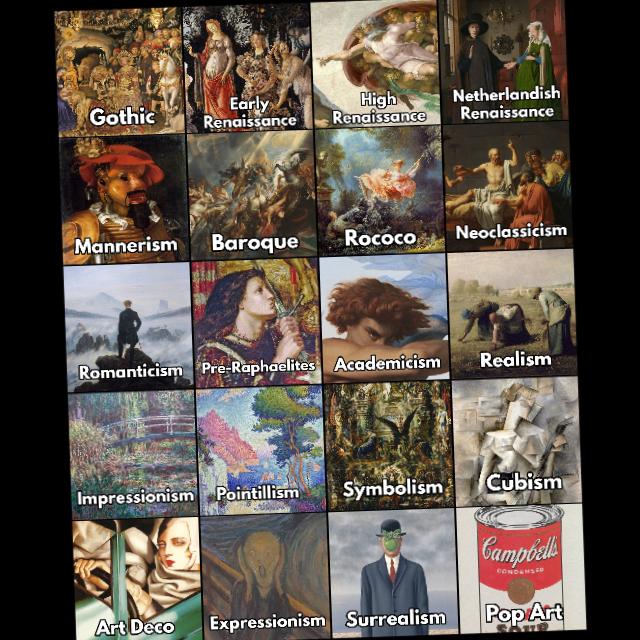 Gothic
Early
Renaissance
High
Renaissance
Netherlandish
Renaissance
Mannerism
Baroque
Rococo
Neoclassicism
Romanticism
Pre-Raphaelites
Academicism
Realism
Impressionism
Pointillism
Symbolism
Cubism
Art Deco
Expressionism
Surrealism
Campbell's
CONDENSED
Pop Art
SOUP